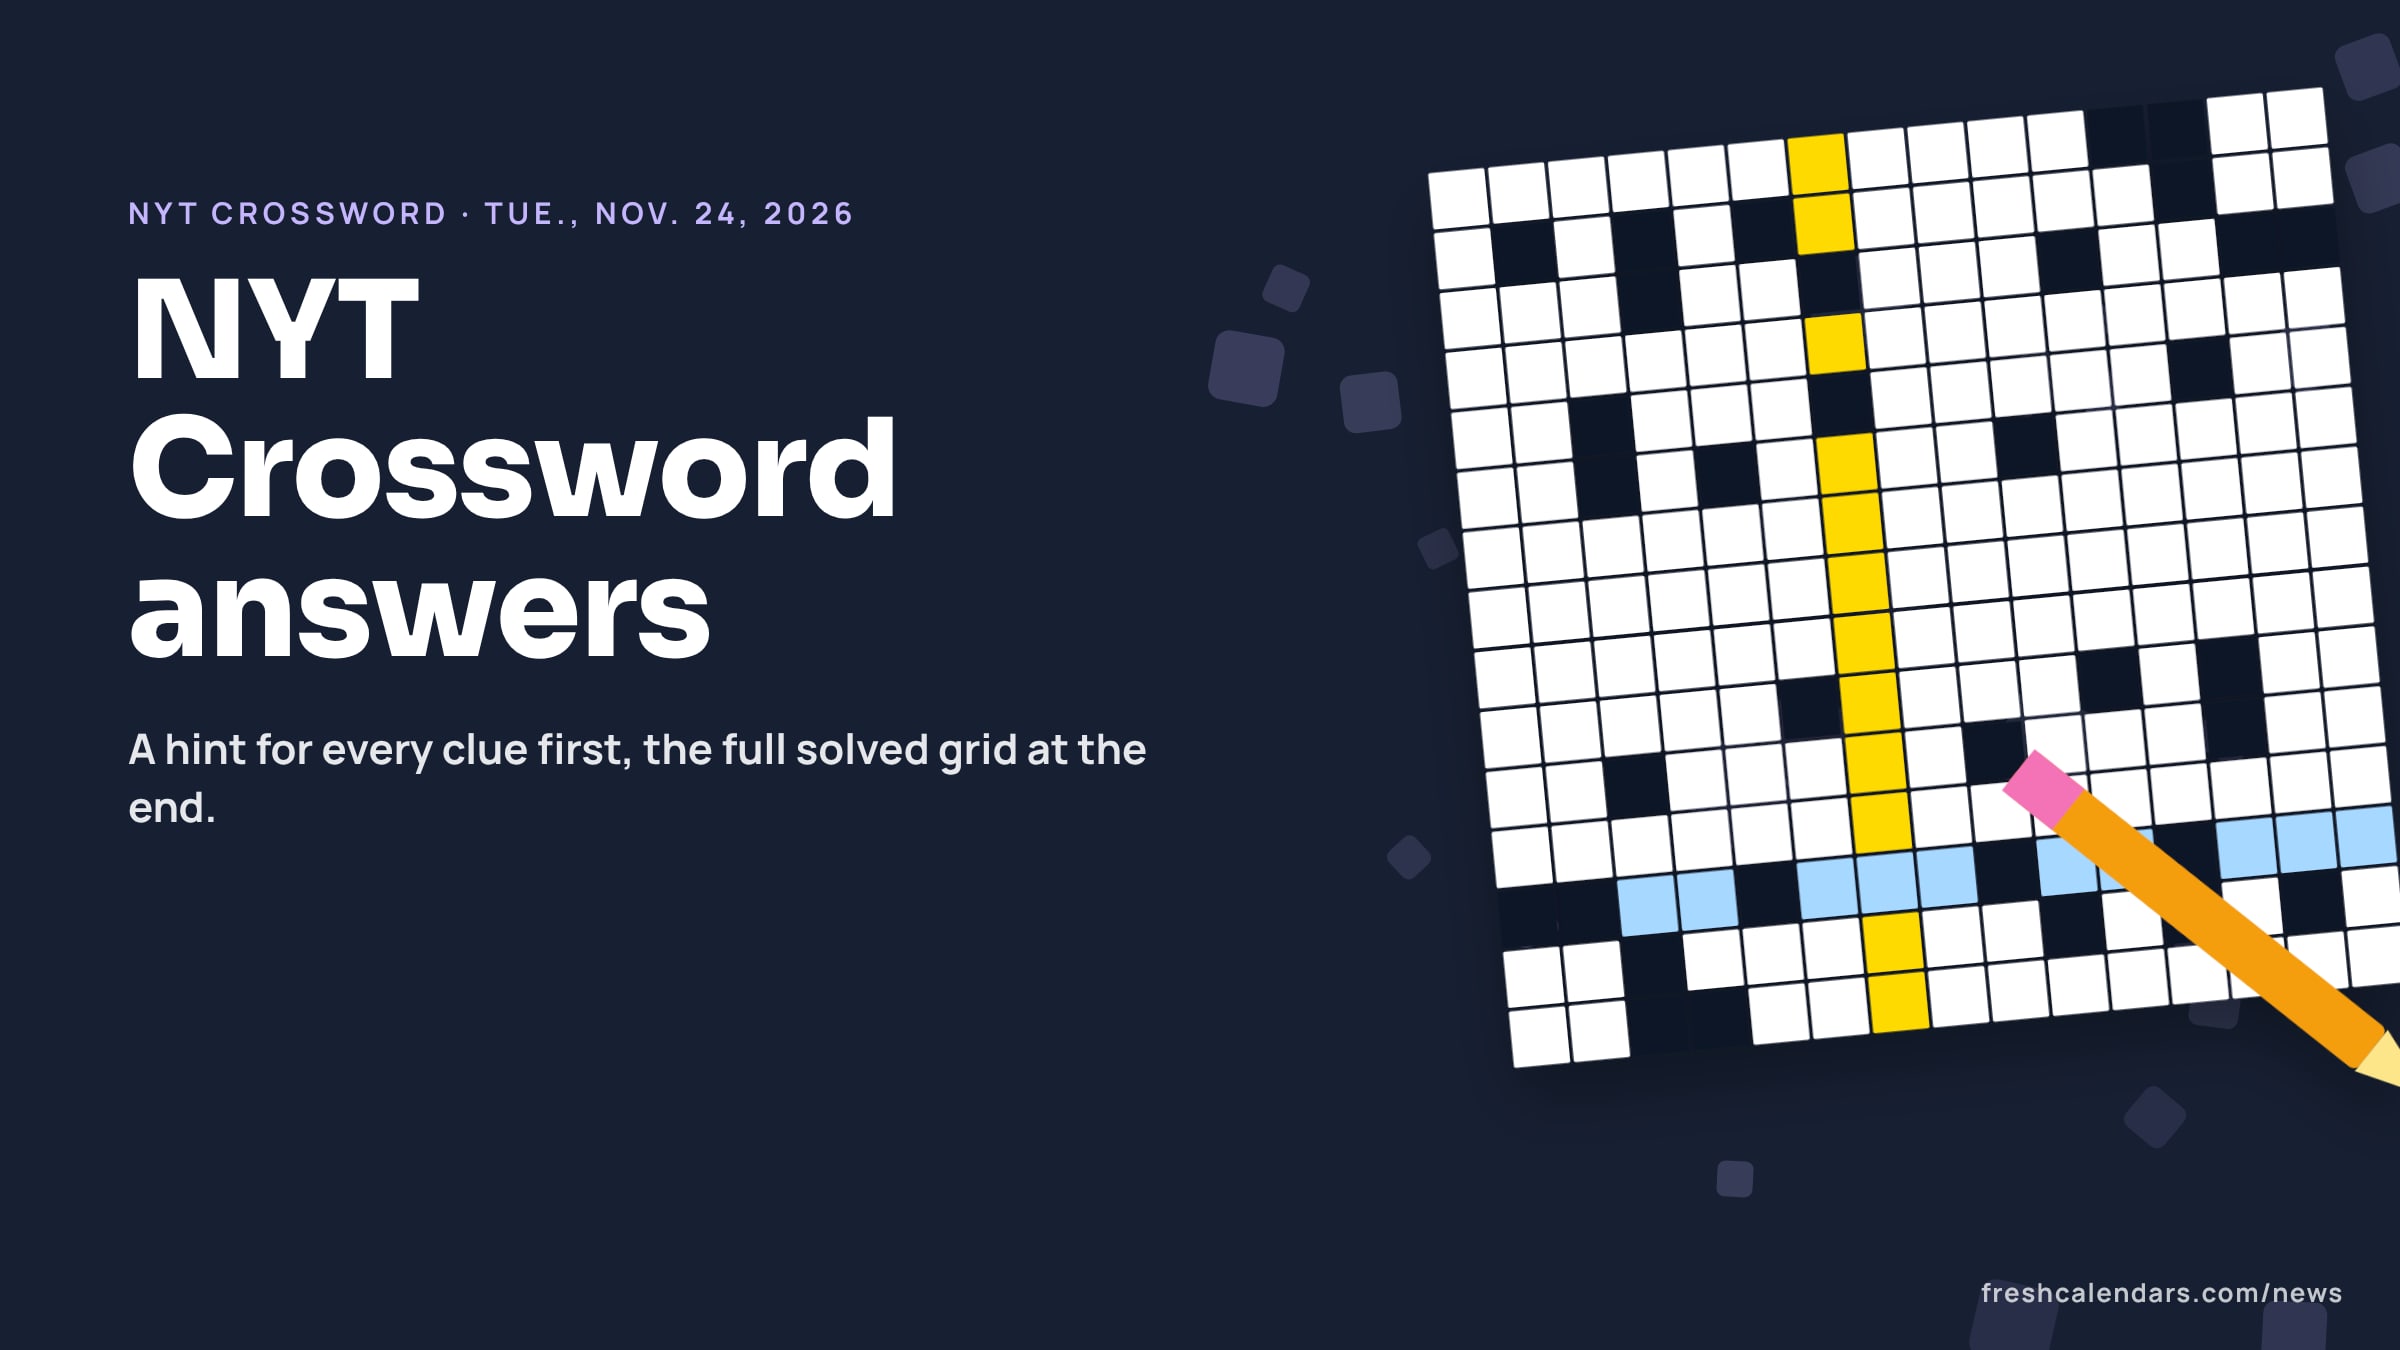 NYT CROSSWORD · TUE., NOV. 24, 2026
NYT
Crossword
answers
A hint for every clue first, the full solved grid at the
end.
freshcalendars.com/news